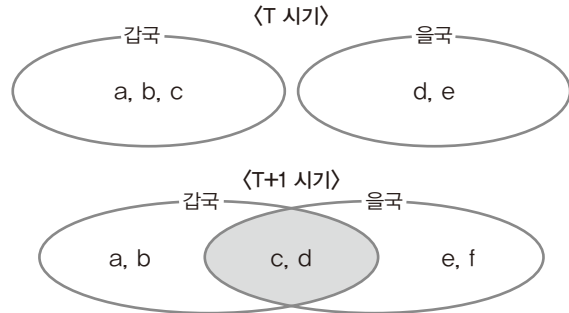 〈T 시기〉
갑국 을국
a, b, c d, e
〈T+1 시기〉
갑국 을국
a, b c, d e, f